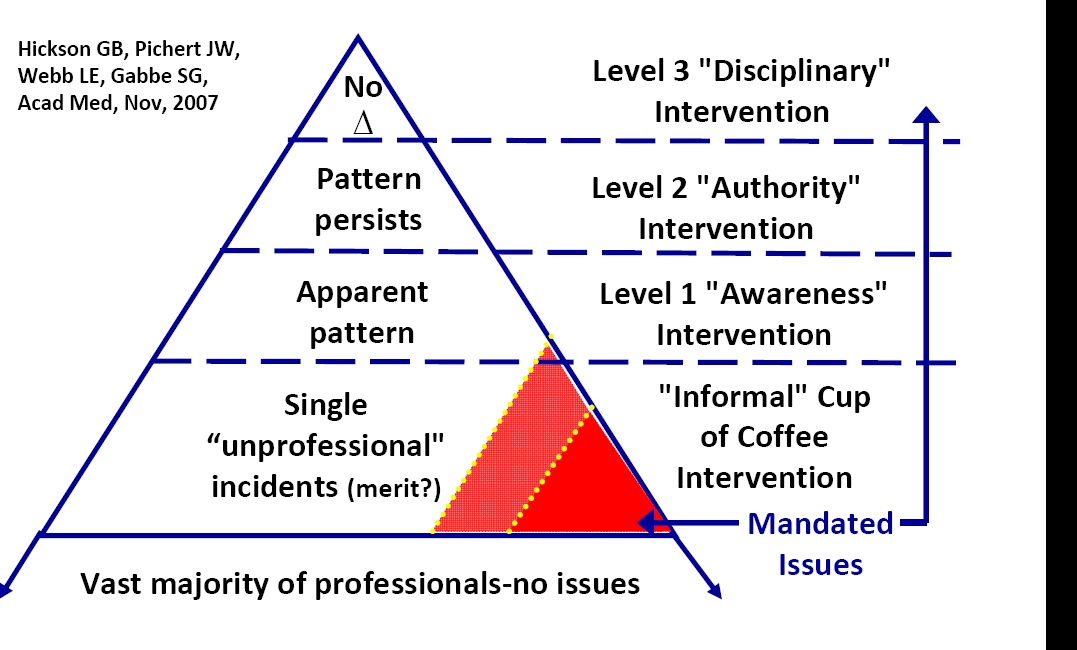 Hickson GB, Pichert JW,
Webb LE, Gabbe SG,
Acad Med, Nov, 2007
No
Δ
Level 3 "Disciplinary"
Intervention
Pattern
persists
Level 2 "Authority"
Intervention
Apparent
pattern
Level 1 "Awareness"
Intervention
Single
“unprofessional"
incidents (merit?)
"Informal" Cup
of Coffee
Intervention
Mandated
Issues
Vast majority of professionals-no issues